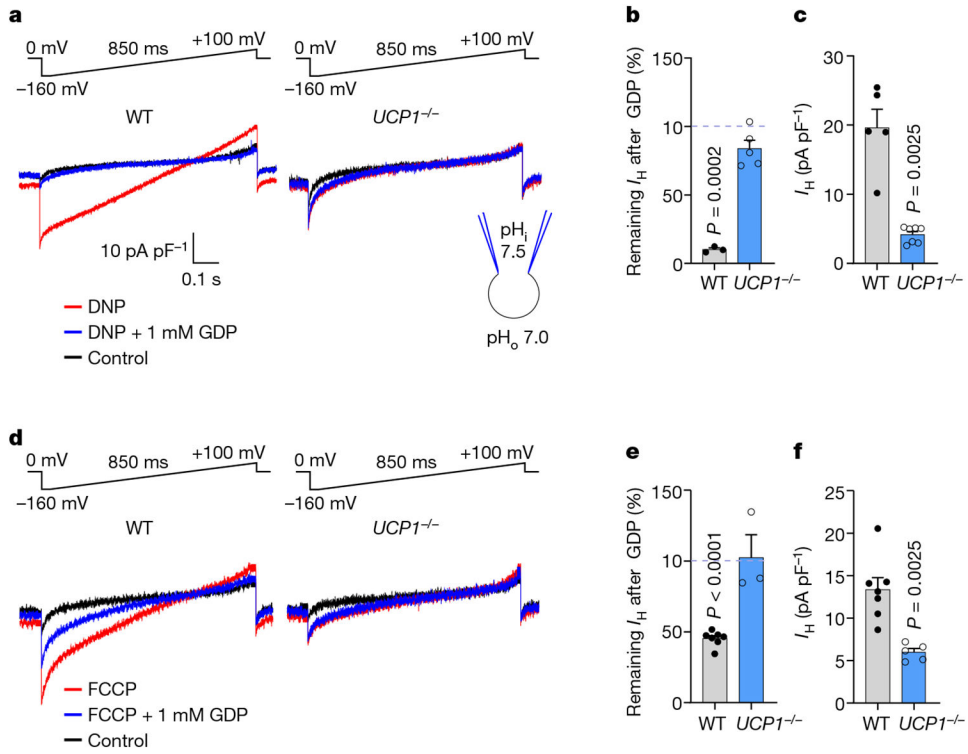 a
0 mV 850 ms +100 mV
−160 mV
WT
0 mV 850 ms +100 mV
−160 mV
UCP1−/−
10 pA pF−1
0.1 s
pHi
7.5
pHo 7.0
DNP
DNP + 1 mM GDP
Control
b
Remaining IH after GDP (%)
150
10
50
0
P = 0.0002
WT UCP1−/−
c
IH (pA pF−1)
30
20
10
0
P = 0.0025
WT UCP1−/−
d
0 mV 850 ms +100 mV
−160 mV
WT
0 mV 850 ms +100 mV
−160 mV
UCP1−/−
FCCP
FCCP + 1 mM GDP
Control
e
Remaining IH after GDP (%)
150
10
50
0
P < 0.0001
WT UCP1−/−
f
IH (pA pF−1)
25
20
15
10
5
0
P = 0.0025
WT UCP1−/−